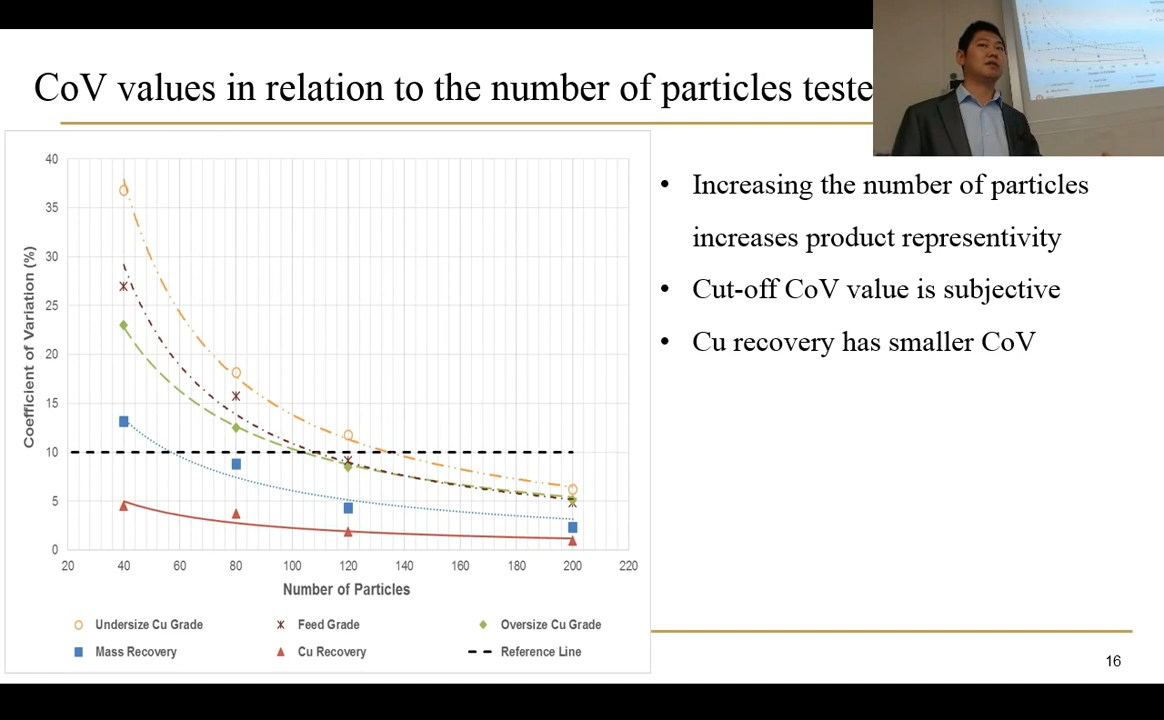 CoV values in relation to the number of particles teste
• Increasing the number of particles
increases product representivity
• Cut-off CoV value is subjective
• Cu recovery has smaller CoV
Coefficient of Variation (%)
40
35
30
25
20
15
10
5
0
20 40 60 80 100 120 140 160 180 200 220
Number of Particles
Undersize Cu Grade Feed Grade Oversize Cu Grade
Mass Recovery Cu Recovery Reference Line
16